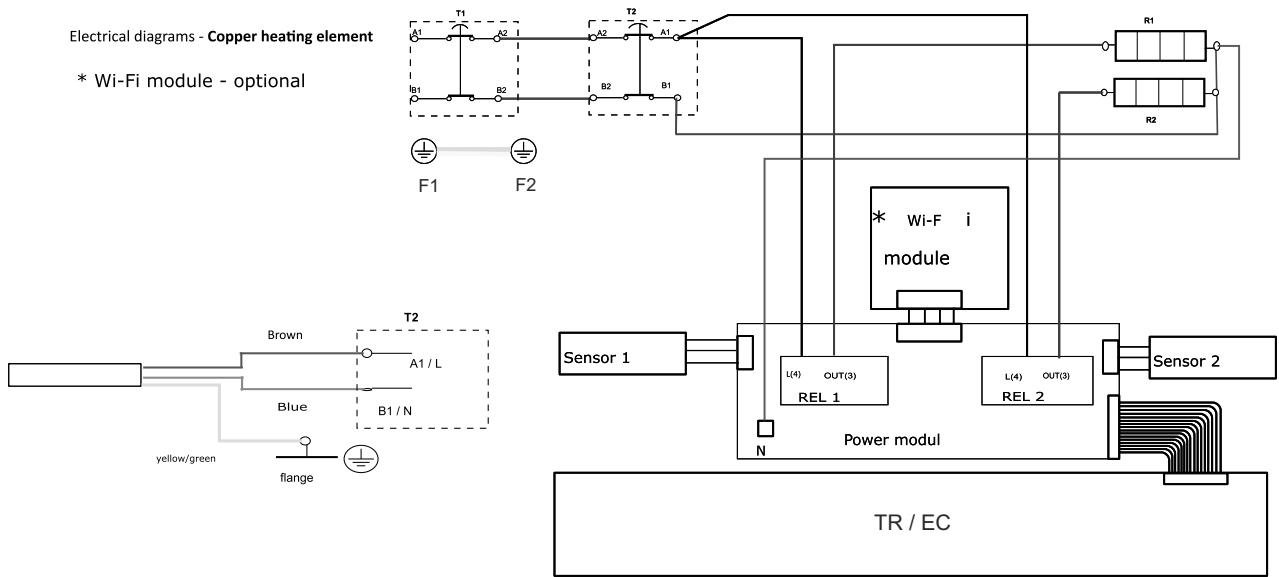 Electrical diagrams - Copper heating element
* Wi-Fi module - optional
T1
A1
A2
B1
B2
T2
A2
A1
B2
B1
R1
R2
F1
F2
* Wi-F i
module
T2
Brown
A1 / L
Blue
B1 / N
yellow/green
flange
Sensor 1
Sensor 2
L(4)
OUT(3)
REL 1
L(4)
OUT(3)
REL 2
Power modul
N
TR / EC